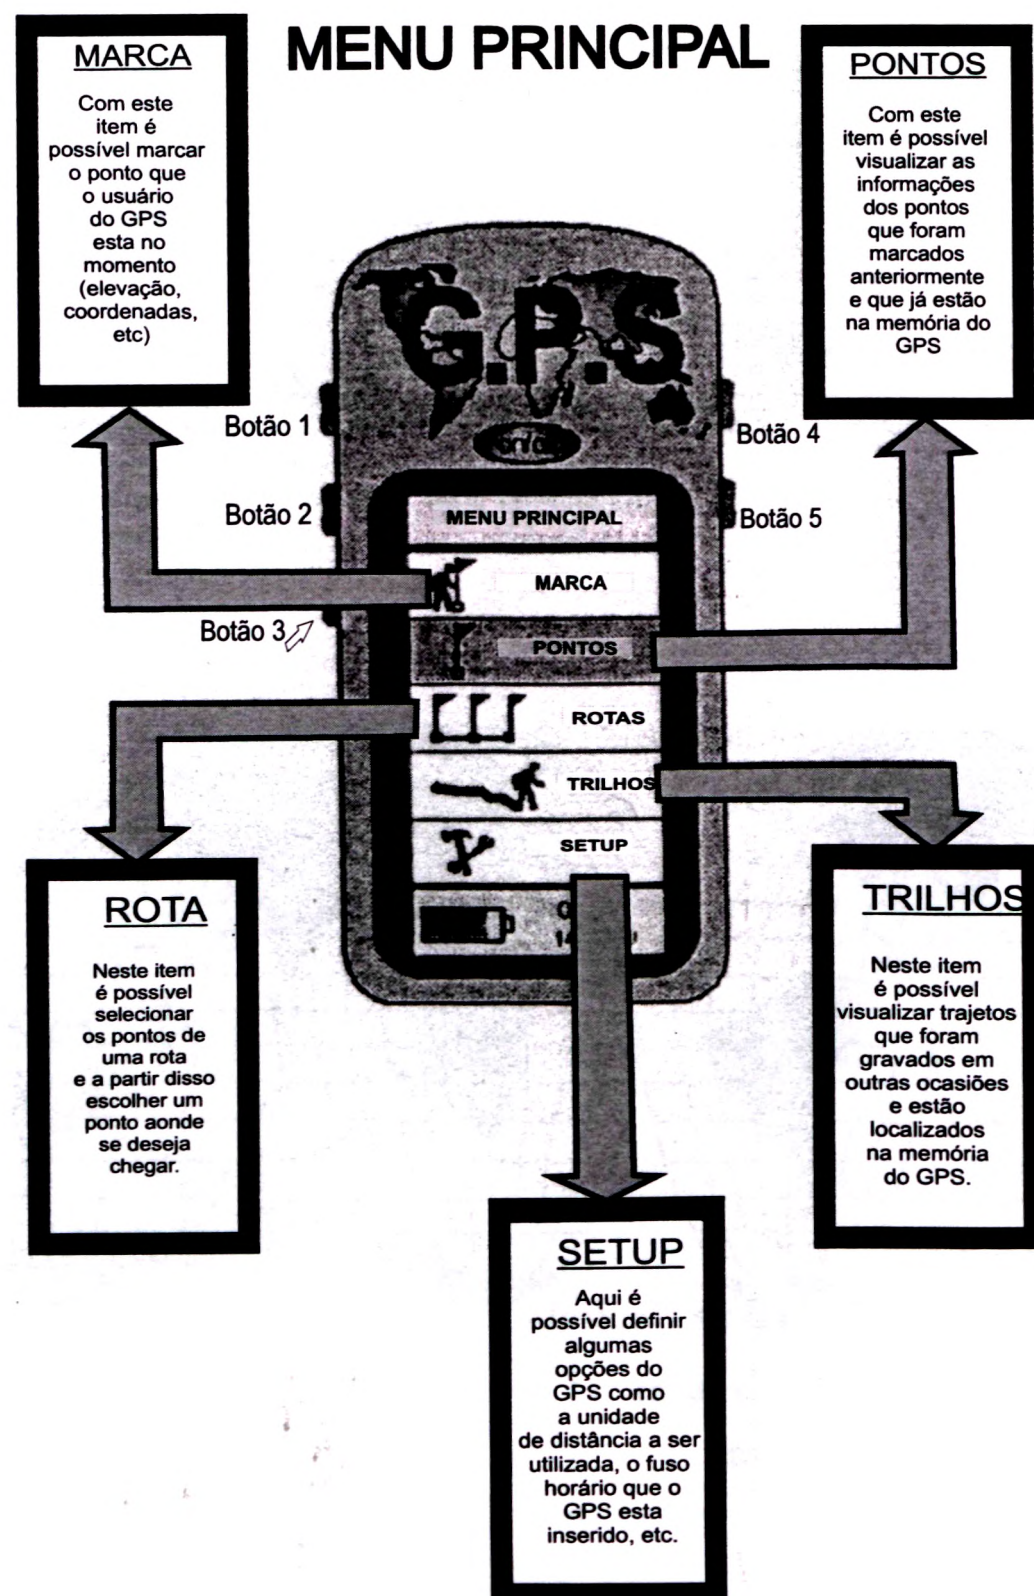 MENU PRINCIPAL
MARCA
Com este
item é
possível marcar
o ponto que
o usuário
do GPS
esta no
momento
(elevação,
coordenadas,
etc)
PONTOS
Com este
item é possível
visualizar as
informações
dos pontos
que foram
marcados
anteriormente
e que já estão
na memória do
GPS
G.P.S
Botão 1
Botão 2
Botão 3
Botão 4
Botão 5
MENU PRINCIPAL
MARCA
PONTOS
ROTAS
TRILHOS
SETUP
ROTA
Neste item
é possível
selecionar
os pontos de
uma rota
e a partir disso
escolher um
ponto aonde
se deseja
chegar.
TRILHOS
Neste item
é possível
visualizar trajetos
que foram
gravados em
outras ocasiões
e estão
localizados
na memória
do GPS.
SETUP
Aqui é
possível definir
algumas
opções do
GPS como
a unidade
de distância a ser
utilizada, o fuso
horário que o
GPS esta
inserido, etc.